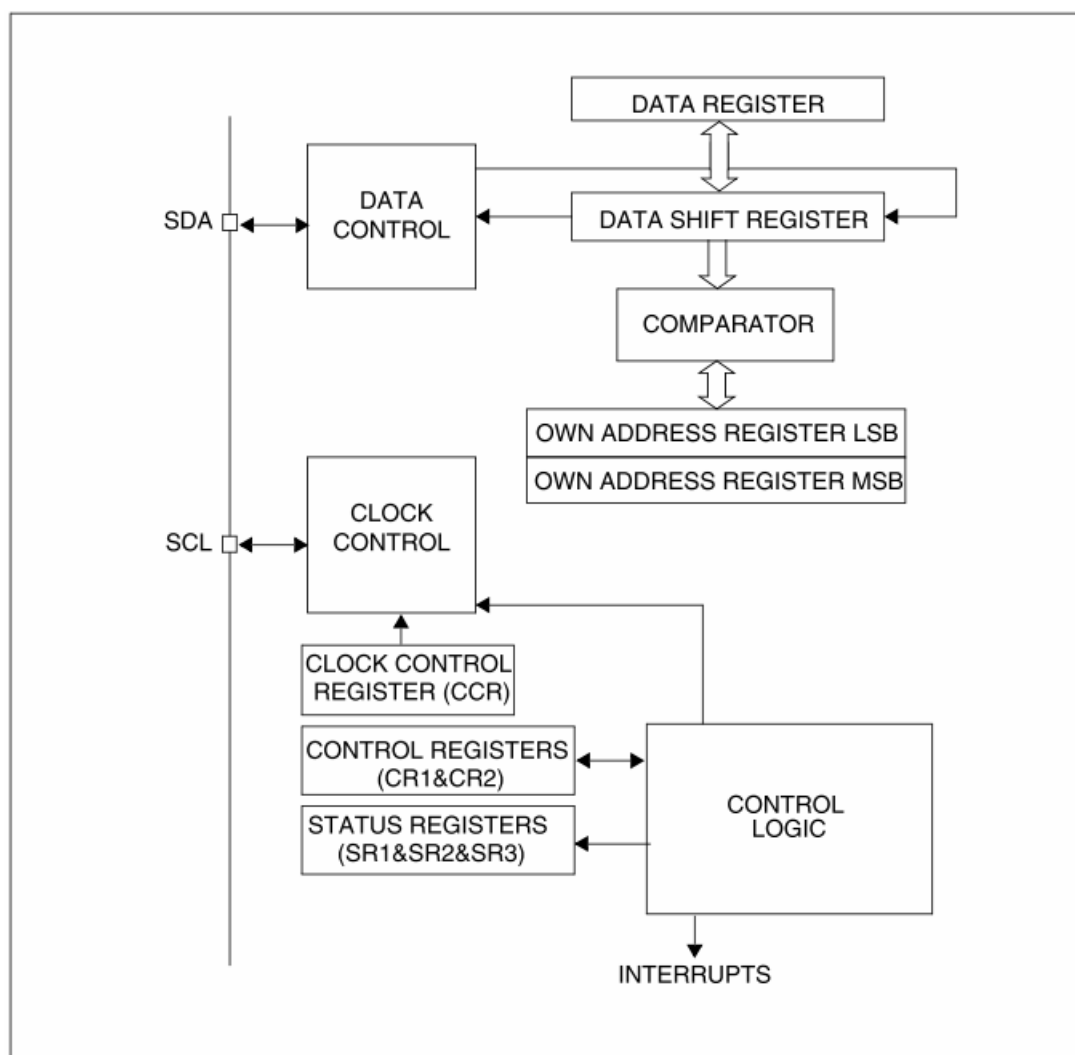 DATA REGISTER
DATA
CONTROL
SDA
DATA SHIFT REGISTER
COMPARATOR
OWN ADDRESS REGISTER LSB
OWN ADDRESS REGISTER MSB
CLOCK
CONTROL
SCL
CLOCK CONTROL
REGISTER (CCR)
CONTROL REGISTERS
(CR1&CR2)
STATUS REGISTERS
(SR1&SR2&SR3)
CONTROL
LOGIC
INTERRUPTS